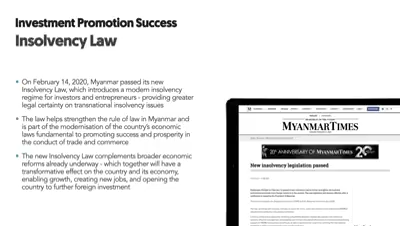 Investment Promotion Success
Insolvency Law
• On February 14, 2020, Myanmar passed its new
Insolvency Law, which introduces a modern insolvency
regime for investors and entrepreneurs - providing greater
legal certainty on transnational insolvency issues
• The law helps strengthen the rule of law in Myanmar and
is part of the modernisation of the country's economic
laws fundamental to promoting success and prosperity in
the conduct of trade and commerce
• The new Insolvency Law complements broader economic
reforms already underway - which together will have a
transformative effect on the country and its economy,
enabling growth, creating new jobs, and opening the
country to further foreign investment
MYANMAR TIMES
20th ANNIVERSARY OF MYANMAR TIMES
New insolvency legislation passed